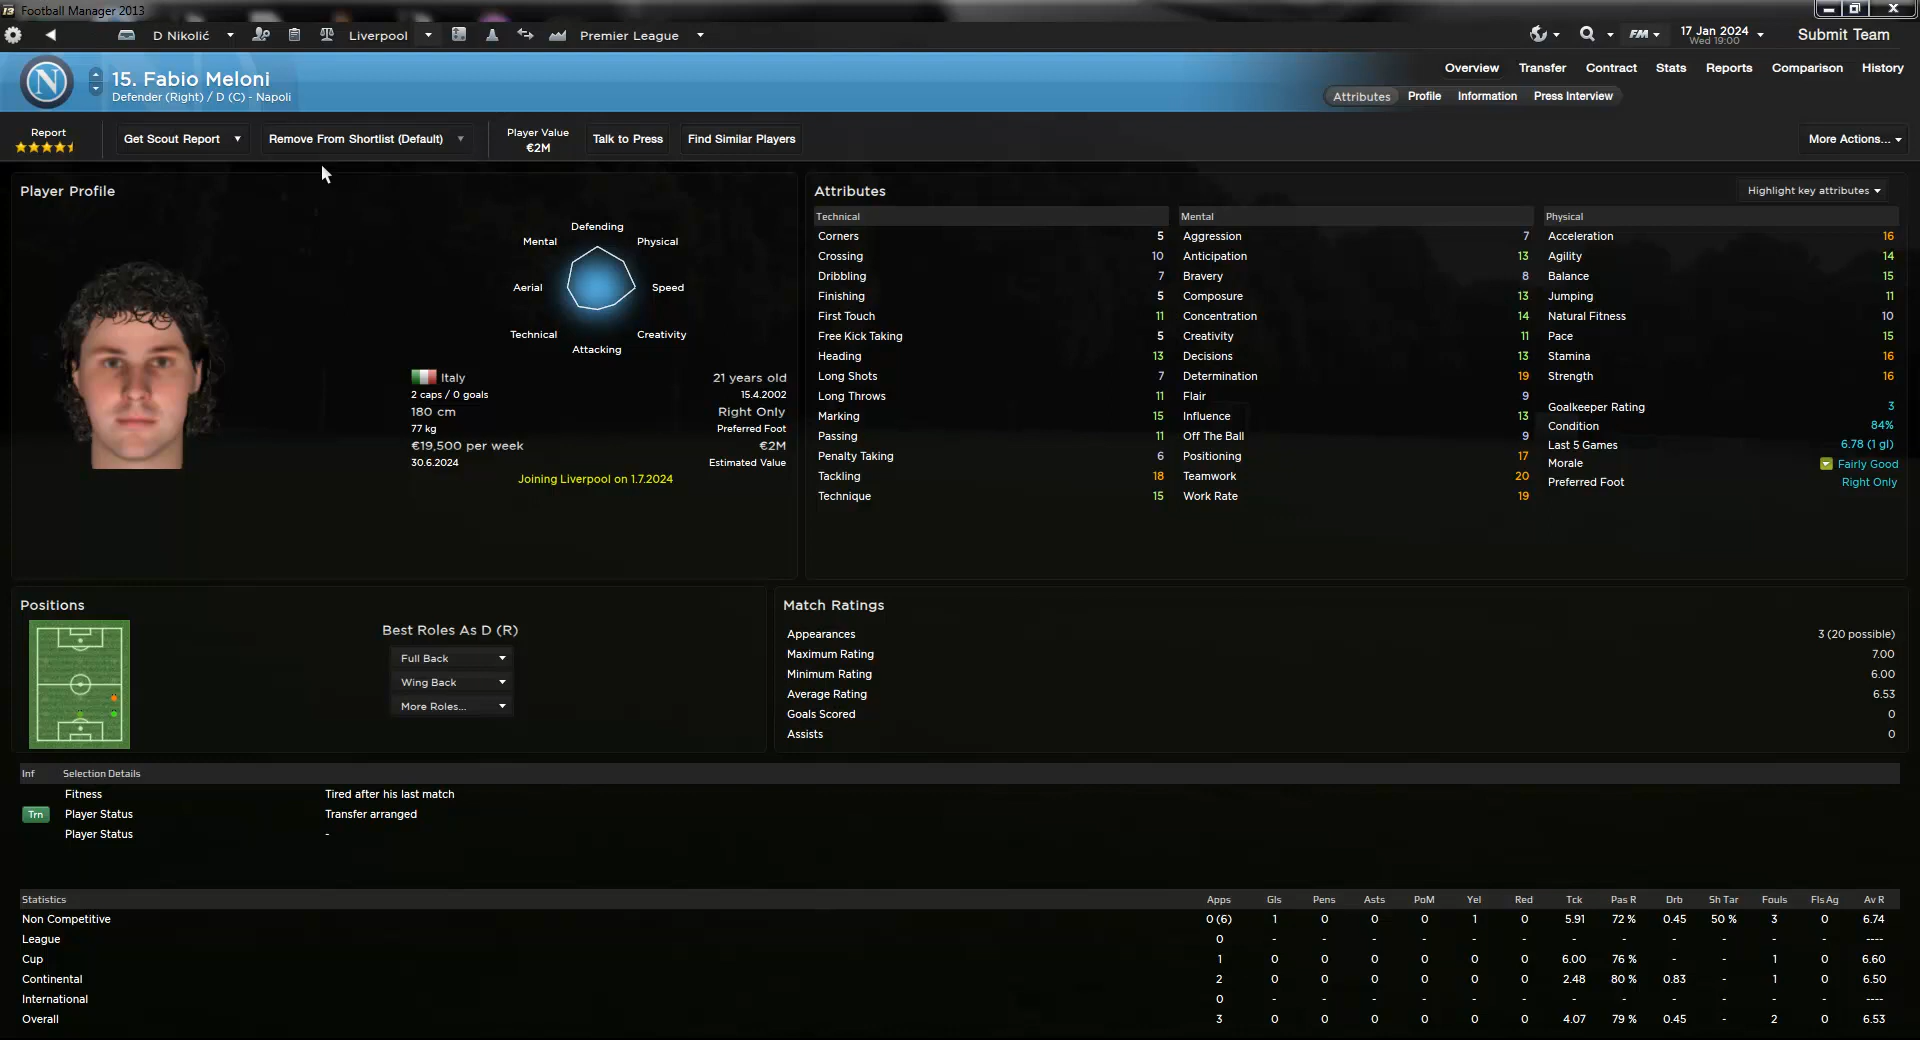 Football Manager 2013
D Nikolić Liverpool Premier League FM 17 Jan 2024 Wed 19:00 Submit Team
N 15. Fabio Meloni
Defender (Right) / D (C) - Napoli
Overview Transfer Contract Stats Reports Comparison History
Attributes Profile Information Press Interview
Report Get Scout Report Remove From Shortlist (Default) Player Value €2M Talk to Press Find Similar Players More Actions...
Player Profile
Defending
Mental Physical
Aerial Speed
Technical Creativity
Attacking
Italy 21 years old
2 caps / 0 goals 15.4.2002
180 cm Right Only
77 kg Preferred Foot
€19,500 per week €2M
30.6.2024 Estimated Value
Joining Liverpool on 1.7.2024
Attributes Highlight key attributes
Technical Mental Physical
Corners 5 Aggression 7 Acceleration 16
Crossing 10 Anticipation 13 Agility 14
Dribbling 7 Bravery 8 Balance 15
Finishing 5 Composure 13 Jumping 11
First Touch 11 Concentration 14 Natural Fitness 10
Free Kick Taking 5 Creativity 11 Pace 15
Heading 13 Decisions 13 Stamina 16
Long Shots 7 Determination 19 Strength 16
Long Throws 11 Flair 9
Marking 15 Influence 13
Passing 11 Off The Ball 9
Penalty Taking 6 Positioning 17
Tackling 18 Teamwork 20
Technique 15 Work Rate 19
Goalkeeper Rating 3
Condition 84%
Last 5 Games 6.78 (1 gl)
Morale Fairly Good
Preferred Foot Right Only
Positions
Best Roles As D (R)
Full Back
Wing Back
More Roles...
Match Ratings
Appearances 3 (20 possible)
Maximum Rating 7.00
Minimum Rating 6.00
Average Rating 6.53
Goals Scored 0
Assists 0
Inf Selection Details
Fitness Tired after his last match
Trn Player Status Transfer arranged
Player Status -
Statistics Apps Gls Pens Asts PoM Yel Red Tck Pas R Drb Sh Tar Fouls Fls Ag Av R
Non Competitive 0 (6) 1 0 0 0 1 0 5.91 72 % 0.45 50 % 3 0 6.74
League 0 - - - - - - - - - - - - ----
Cup 1 0 0 0 0 0 0 6.00 76 % - - 1 0 6.60
Continental 2 0 0 0 0 0 0 2.48 80 % 0.83 - 1 0 6.50
International 0 - - - - - - - - - - - - ----
Overall 3 0 0 0 0 0 0 4.07 79 % 0.45 - 2 0 6.53